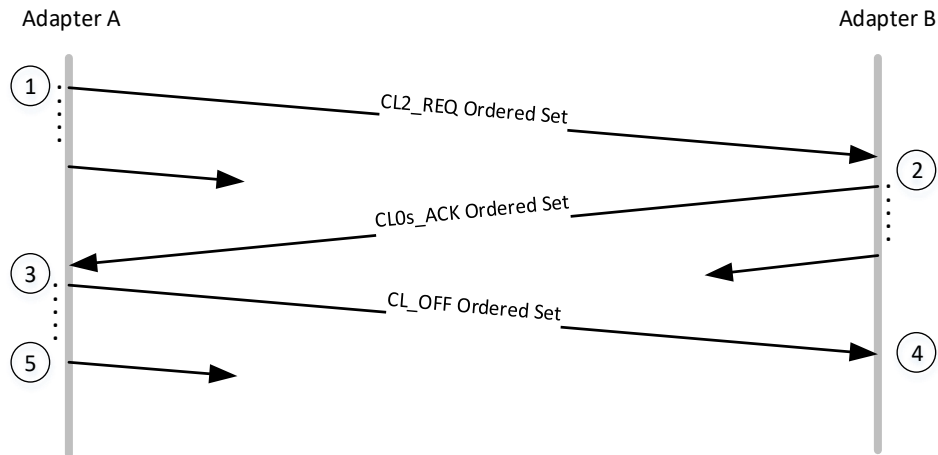 Adapter A
Adapter B
1
CL2_REQ Ordered Set
2
CL0s_ACK Ordered Set
3
CL_OFF Ordered Set
4
5